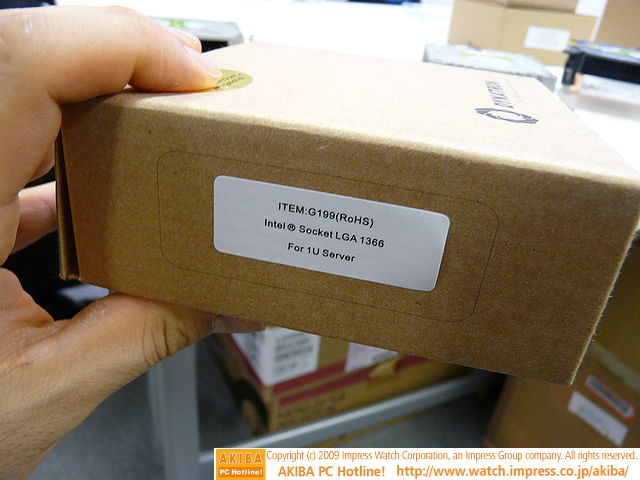 DYNATRON
ITEM:G199(RoHS)
Intel ® Socket LGA 1366
For 1U Server
AKIBA
PC Hotline!
Copyright (c) 2009 Impress Watch Corporation, an Impress Group company. All rights reserved.
AKIBA PC Hotline! http://www.watch.impress.co.jp/akiba/